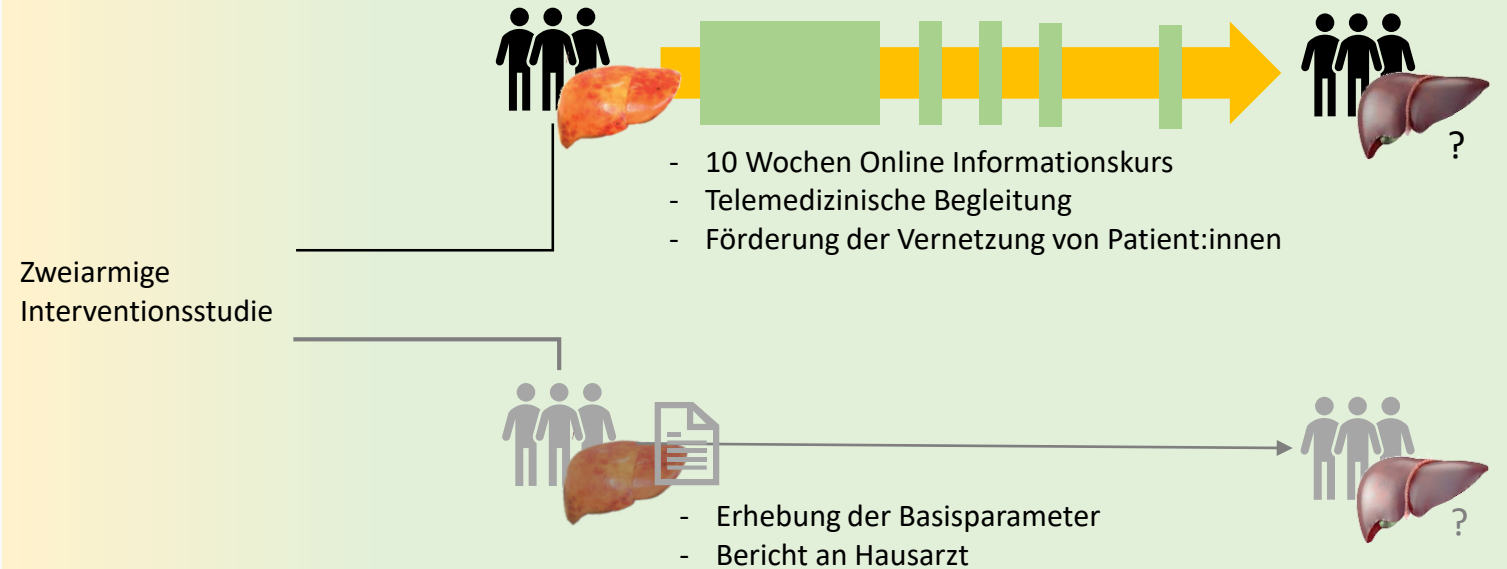 ?
- 10 Wochen Online Informationskurs
- Telemedizinische Begleitung
- Förderung der Vernetzung von Patient:innen
Zweiarmige
Interventionsstudie
- Erhebung der Basisparameter
?
- Bericht an Hausarzt